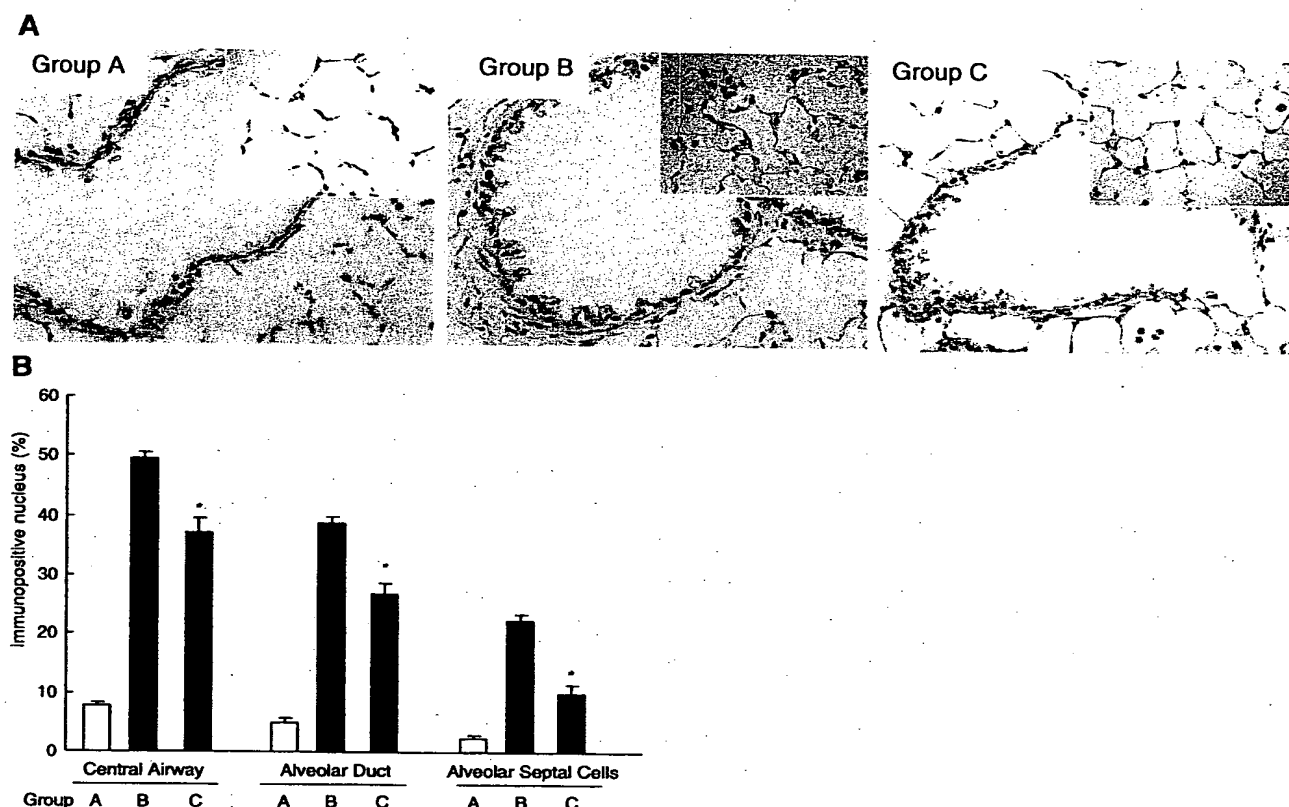 A
Group A
Group B
Group C
B
Immunopositive nucleus (%)
60
50
40
30
20
10
0
*
*
*
Central Airway
Alveolar Duct
Alveolar Septal Cells
Group A B C A B C A B C